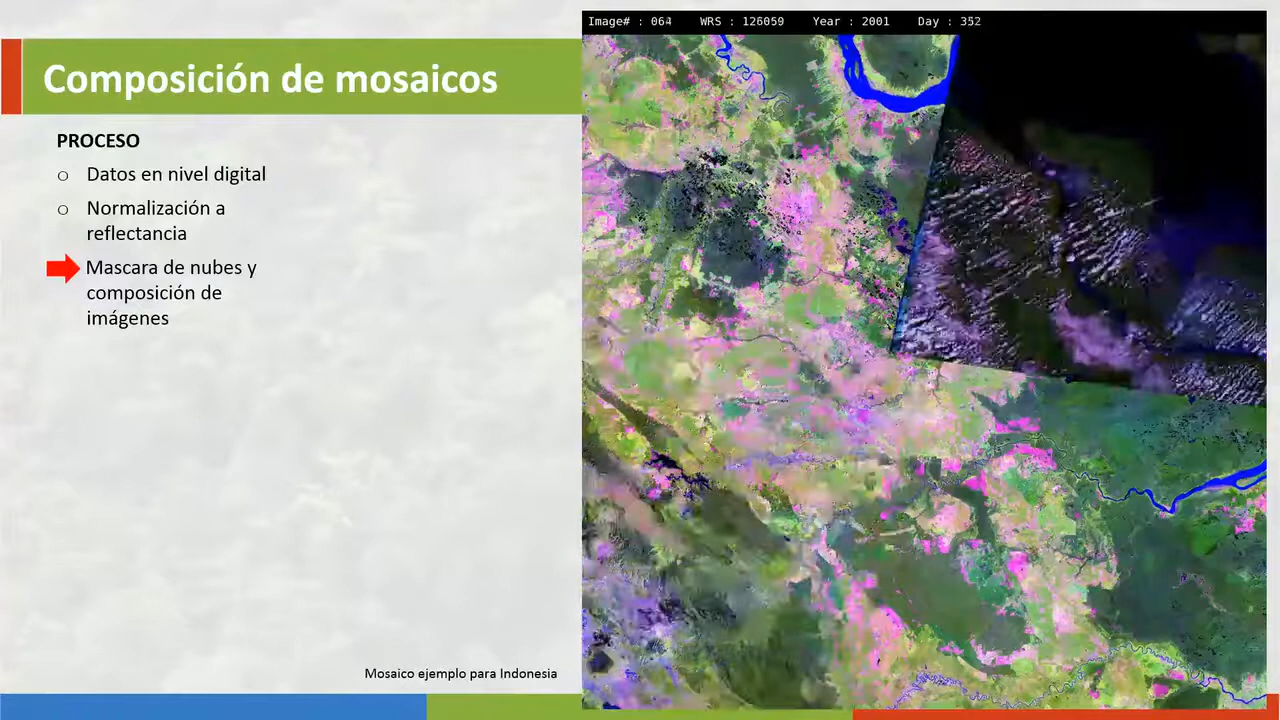 Image# : 064 WRS : 126059 Year : 2001 Day : 352
Composición de mosaicos
PROCESO
o Datos en nivel digital
o Normalización a
reflectancia
Mascara de nubes y
composición de
imágenes
Mosaico ejemplo para Indonesia